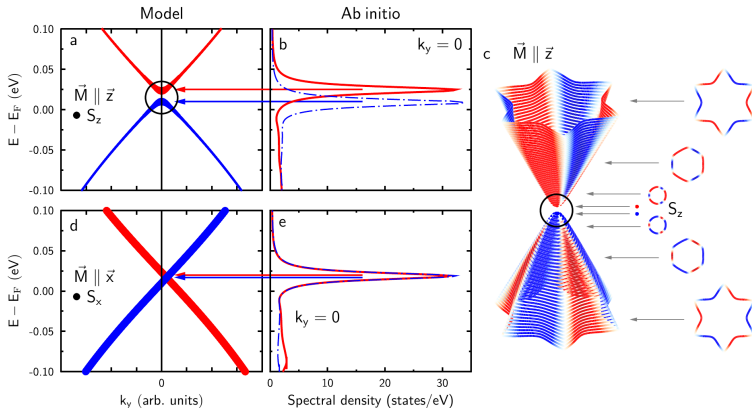 Model
Ab initio
a
b
k_y = 0
c
M⃗ ∥ z⃗
E − E_F (eV)
0.10
0.05
0.00
-0.05
-0.10
M⃗ ∥ z⃗
● S_z
S_z
d
e
E − E_F (eV)
0.10
0.05
0.00
-0.05
-0.10
M⃗ ∥ x⃗
● S_x
k_y = 0
0
0
10
20
30
k_y (arb. units)
Spectral density (states/eV)